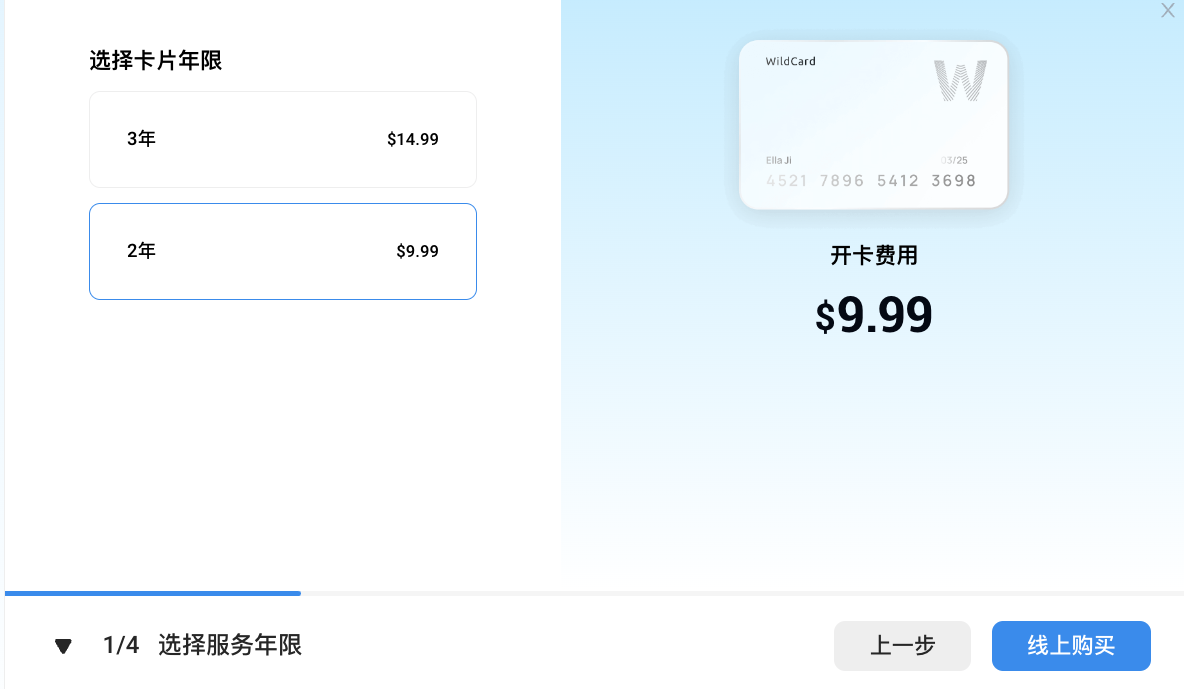 选择卡片年限
3年 $14.99
2年 $9.99
X
WildCard
W
Ella Ji 03/25
4521 7896 5412 3698
开卡费用
$9.99
1/4 选择服务年限
上一步
线上购买